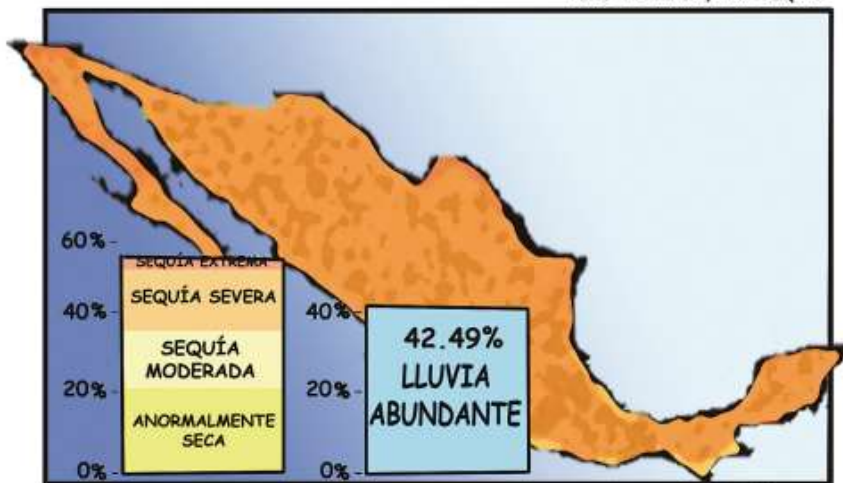 60%
SEQUÍA EXTREMA
SEQUÍA SEVERA
40%
SEQUÍA
MODERADA
20%
ANORMALMENTE
SECA
0%
40%
42.49%
LLUVIA
ABUNDANTE
20%
0%